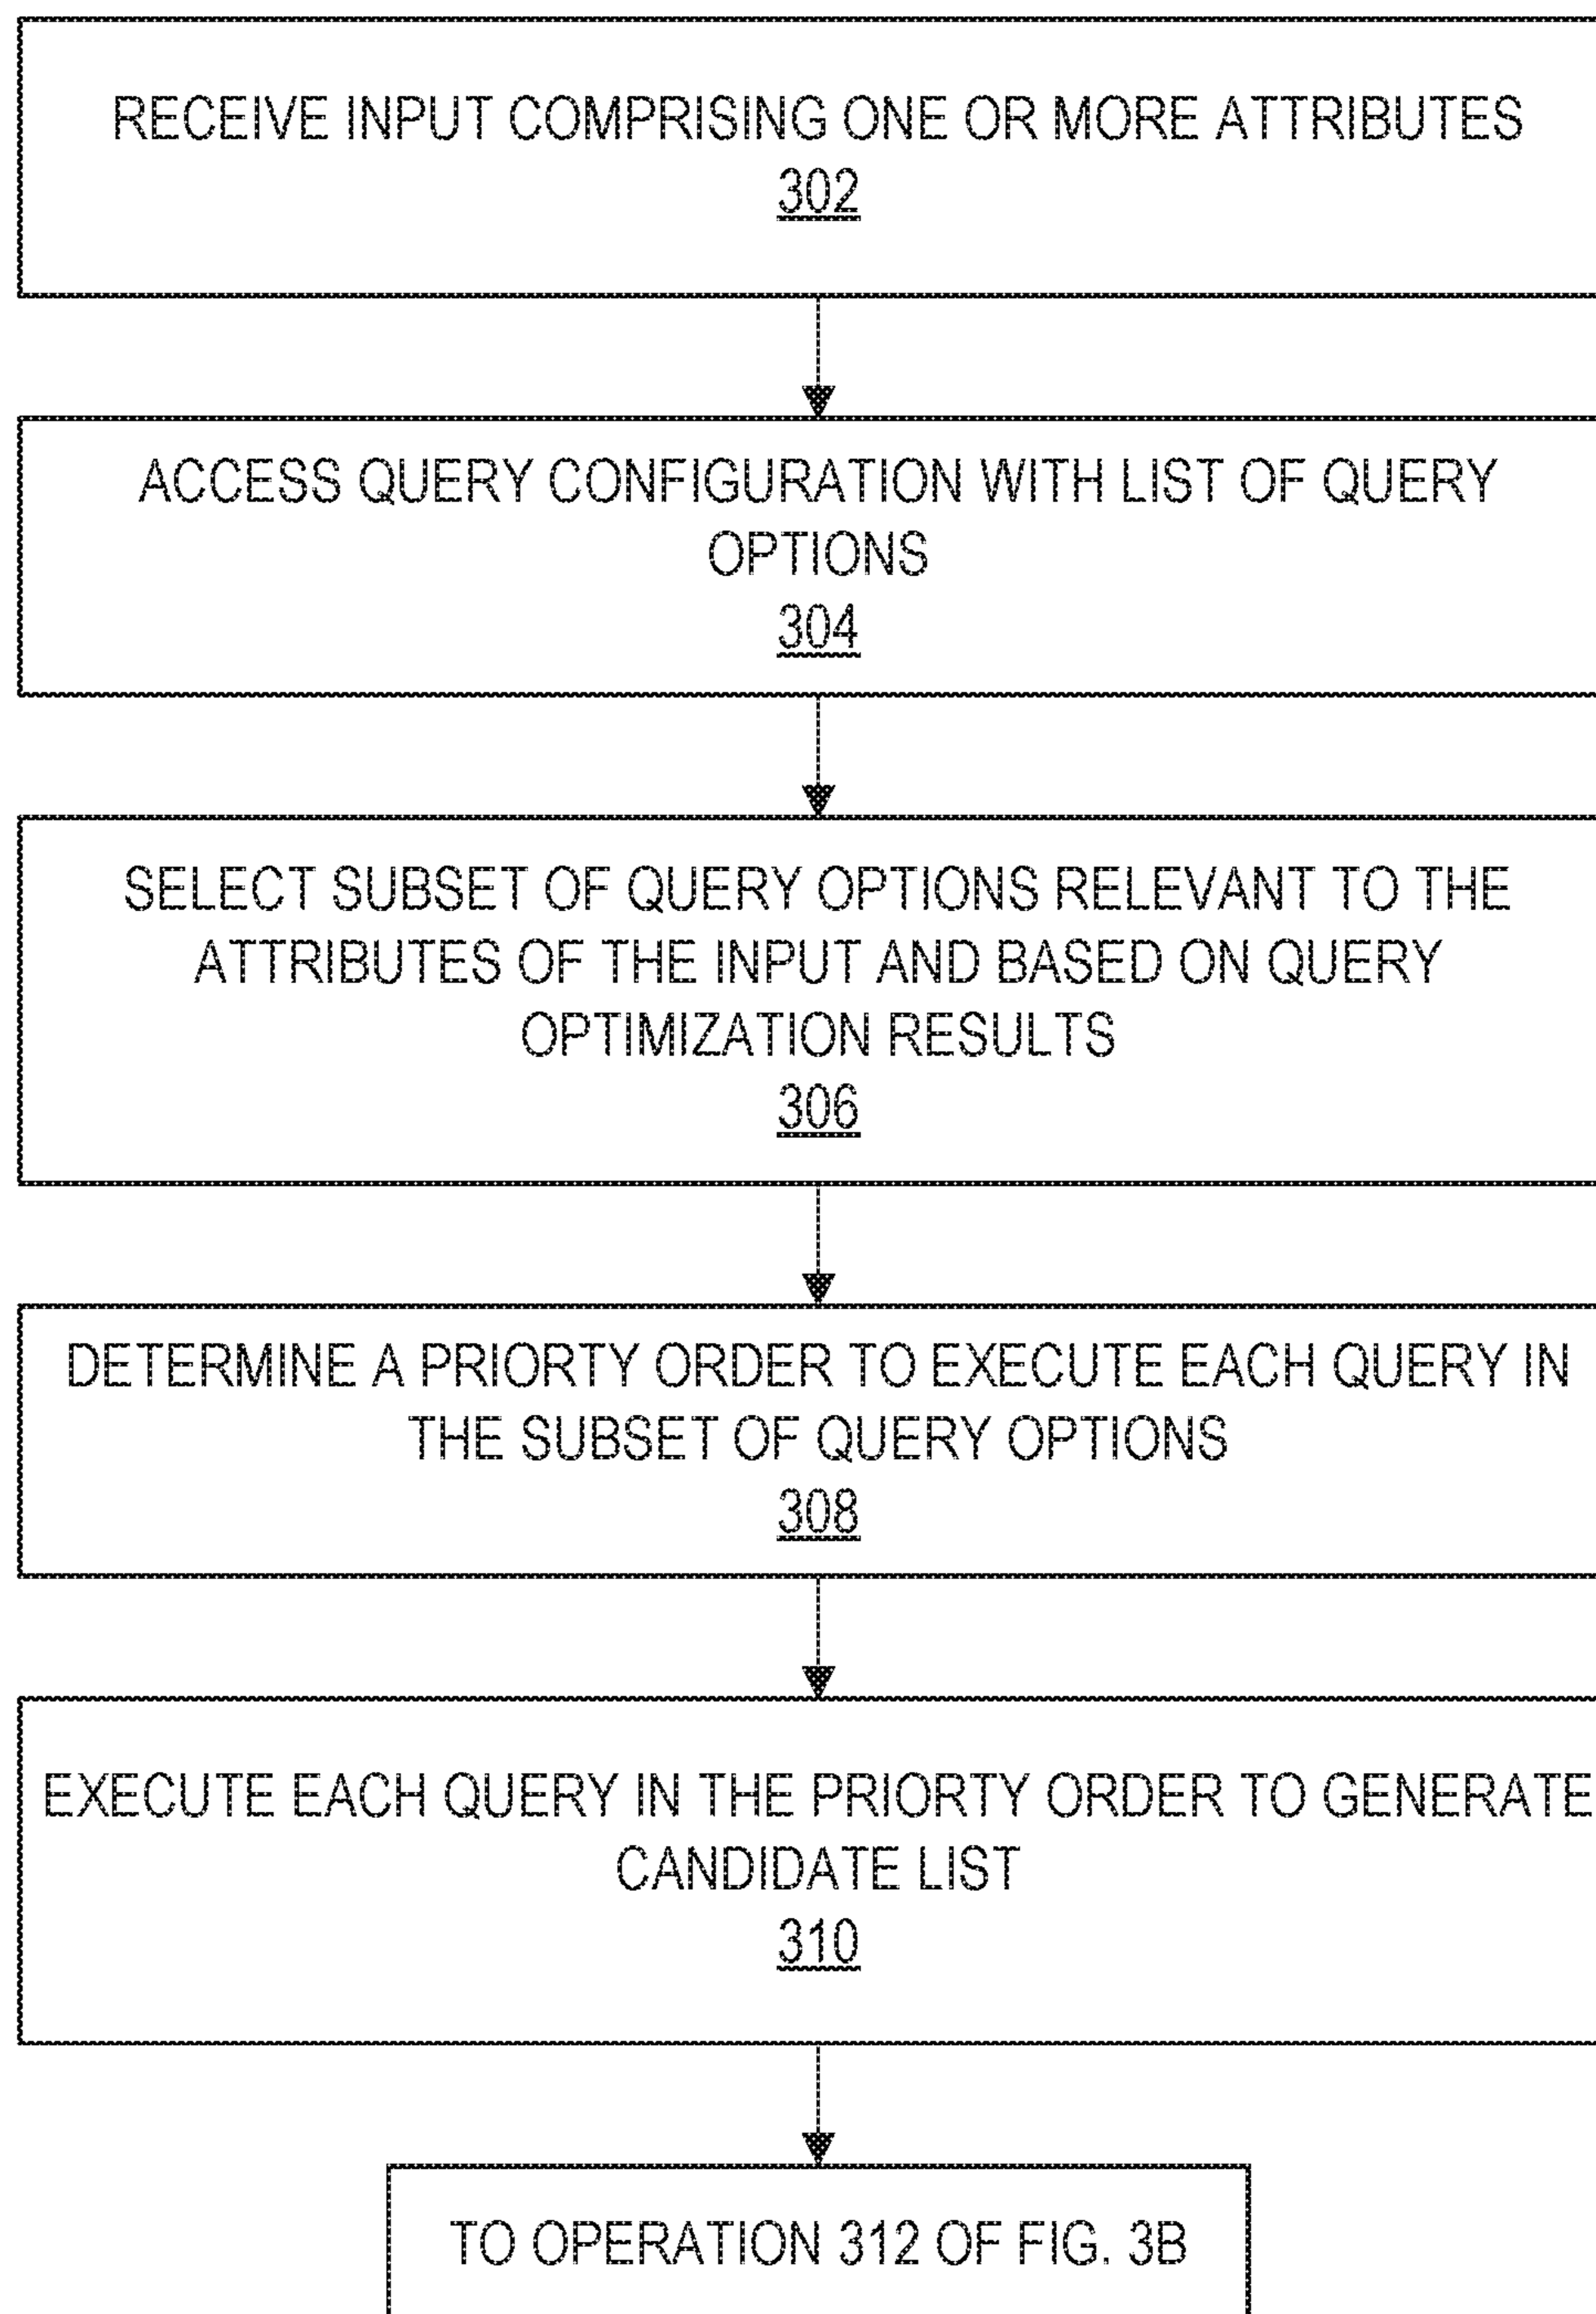 RECEIVE INPUT COMPRISING ONE OR MORE ATTRIBUTES
302
ACCESS QUERY CONFIGURATION WITH LIST OF QUERY
OPTIONS
304
SELECT SUBSET OF QUERY OPTIONS RELEVANT TO THE
ATTRIBUTES OF THE INPUT AND BASED ON QUERY
OPTIMIZATION RESULTS
306
DETERMINE A PRIORTY ORDER TO EXECUTE EACH QUERY IN
THE SUBSET OF QUERY OPTIONS
308
EXECUTE EACH QUERY IN THE PRIORTY ORDER TO GENERATE
CANDIDATE LIST
310
TO OPERATION 312 OF FIG. 3B